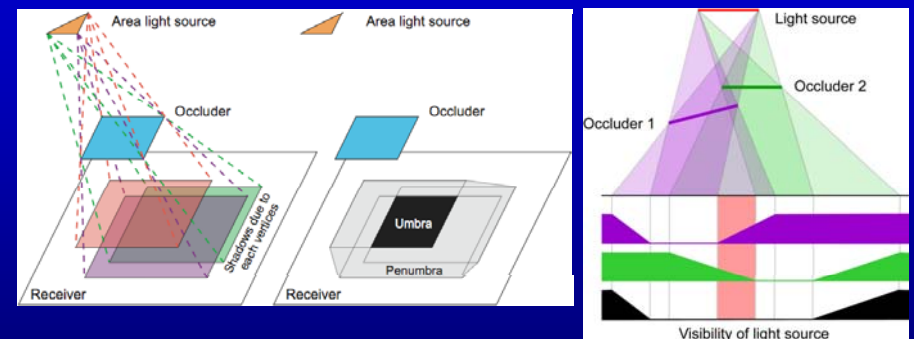 Area light source
Occluder
Shadows due to
each vertices
Receiver
Area light source
Occluder
Umbra
Penumbra
Receiver
Light source
Occluder 2
Occluder 1
Visibility of light source